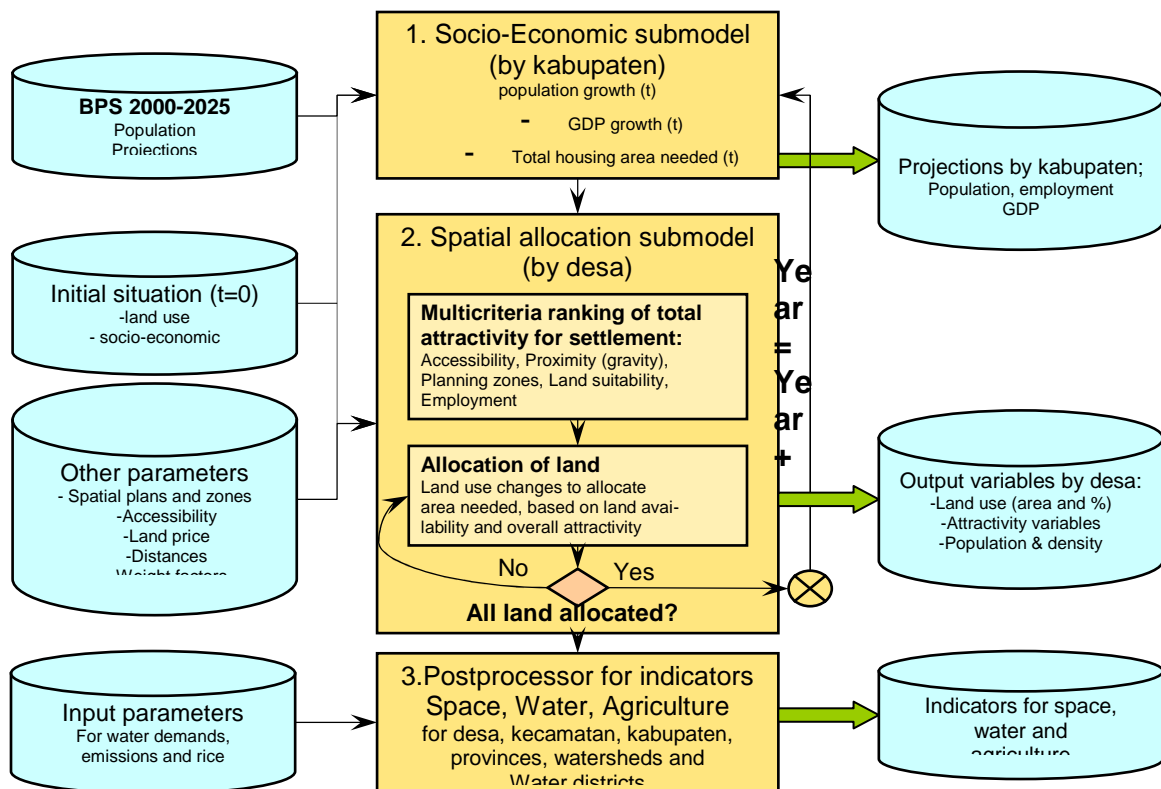 1. Socio-Economic submodel
(by kabupaten)
population growth (t)
- GDP growth (t)
- Total housing area needed (t)
BPS 2000-2025
Population
Projections
Projections by kabupaten;
Population, employment
GDP
2. Spatial allocation submodel
(by desa)
Multicriteria ranking of total
attractivity for settlement:
Accessibility, Proximity (gravity),
Planning zones, Land suitability,
Employment
Ye
ar
=
Ye
ar
+
Initial situation (t=0)
-land use
- socio-economic
Allocation of land
Land use changes to allocate
area needed, based on land avai-
lability and overall attractivity
No
Yes
All land allocated?
Other parameters
- Spatial plans and zones
-Accessibility
-Land price
-Distances
Weight factors
Output variables by desa:
-Land use (area and %)
-Attractivity variables
-Population & density
3.Postprocessor for indicators
Space, Water, Agriculture
for desa, kecamatan, kabupaten,
provinces, watersheds and
Water districts
Input parameters
For water demands,
emissions and rice
Indicators for space,
water and
agriculture